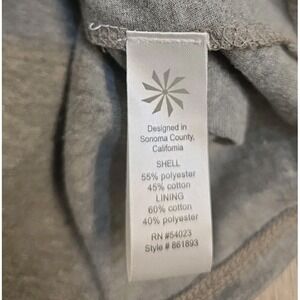 Designed in
Sonoma County,
California
SHELL
55% polyester
45% cotton
LINING
60% cotton
40% polyester
RN #54023
Style # 861893